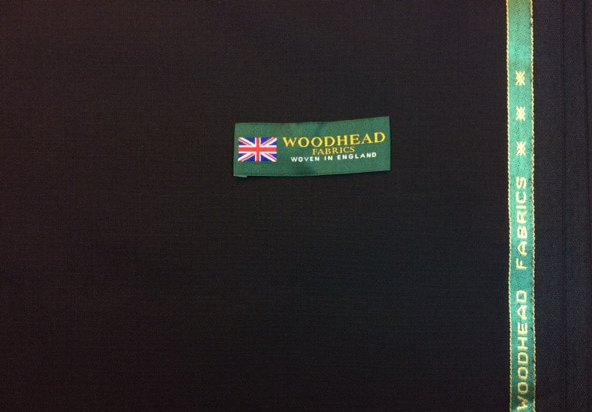 WOODHEAD
FABRICS
WOVEN IN ENGLAND
WOODHEAD FABRICS